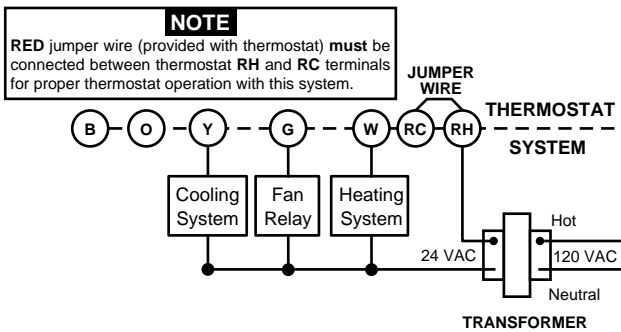 NOTE
RED jumper wire (provided with thermostat) must be
connected between thermostat RH and RC terminals
for proper thermostat operation with this system.
JUMPER
WIRE
B O Y G W RC RH
THERMOSTAT
SYSTEM
Cooling
System
Fan
Relay
Heating
System
Hot
24 VAC
120 VAC
Neutral
TRANSFORMER